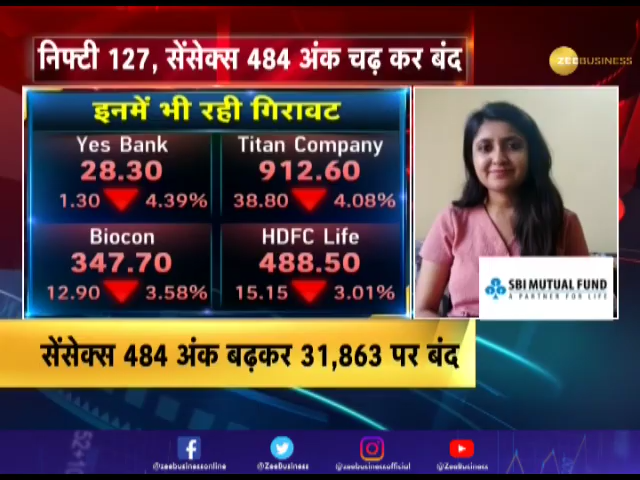 निफ्टी 127, सेंसेक्स 484 अंक चढ़ कर बंद
ZEEBUSINESS
इनमें भी रही गिरावट
Yes Bank
28.30
1.30 4.39%
Titan Company
912.60
38.80 4.08%
Biocon
347.70
12.90 3.58%
HDFC Life
488.50
15.15 3.01%
SBI MUTUAL FUND
A PARTNER FOR LIFE
सेंसेक्स 484 अंक बढ़कर 31,863 पर बंद
@zeebusinessonline
@ZeeBusiness
@zeebusinessofficial
@ZeeBusiness